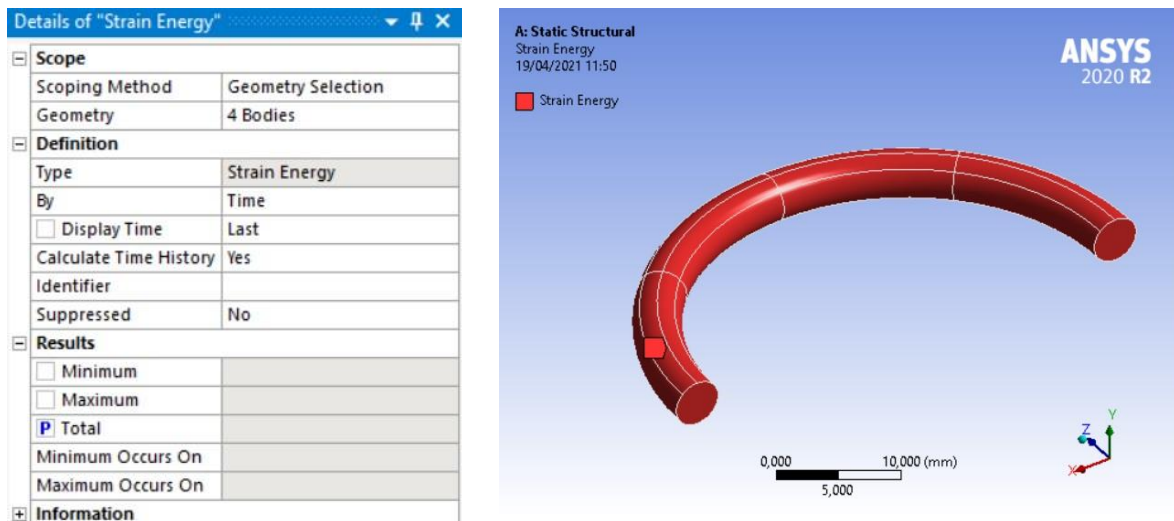 Details of "Strain Energy"
Scope
Scoping Method Geometry Selection
Geometry 4 Bodies
Definition
Type Strain Energy
By Time
Display Time Last
Calculate Time History Yes
Identifier
Suppressed No
Results
Minimum
Maximum
P Total
Minimum Occurs On
Maximum Occurs On
Information
A: Static Structural
Strain Energy
19/04/2021 11:50
Strain Energy
ANSYS
2020 R2
0,000 10,000 (mm)
5,000
Y
Z
X